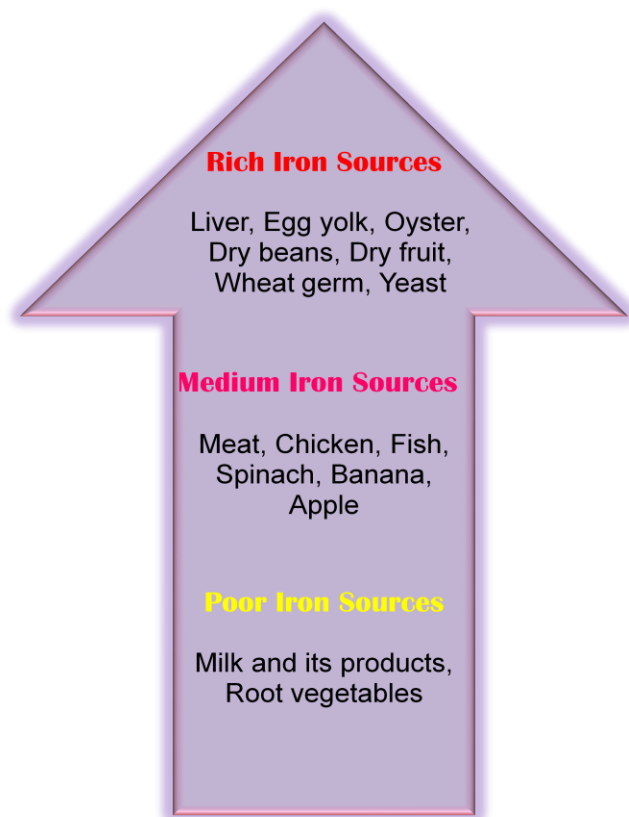 Rich Iron Sources
Liver, Egg yolk, Oyster,
Dry beans, Dry fruit,
Wheat germ, Yeast
Medium Iron Sources
Meat, Chicken, Fish,
Spinach, Banana,
Apple
Poor Iron Sources
Milk and its products,
Root vegetables